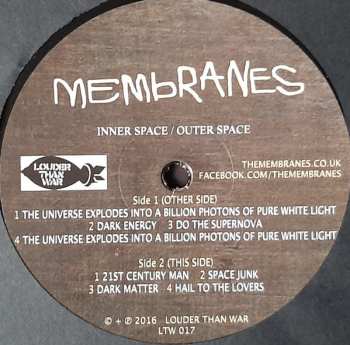 MEMbRANES
INNER SPACE / OUTER SPACE
LOUDER
THAN
WAR
THEMEMBRANES.CO.UK
FACEBOOK.COM/THEMEMBRANES
Side 1 (OTHER SIDE)
1 THE UNIVERSE EXPLODES INTO A BILLION PHOTONS OF PURE WHITE LIGHT
2 DARK ENERGY 3 DO THE SUPERNOVA
4 THE UNIVERSE EXPLODES INTO A BILLION PHOTONS OF PURE WHITE LIGHT
Side 2 (THIS SIDE)
1 21ST CENTURY MAN 2 SPACE JUNK
3 DARK MATTER 4 HAIL TO THE LOVERS
© + ℗ 2016 LOUDER THAN WAR
LTW 017